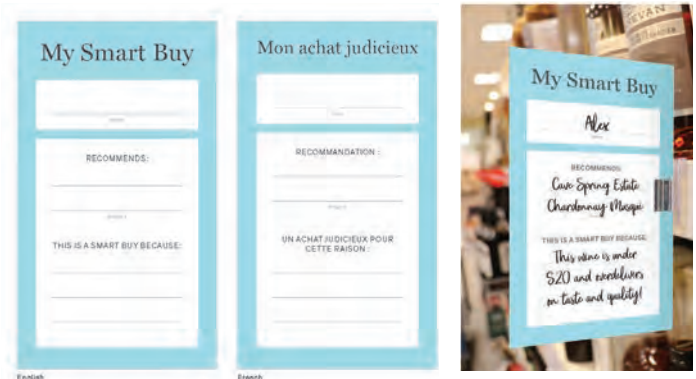 My Smart Buy
RECOMMENDS:
THIS IS A SMART BUY BECAUSE:
English
Mon achat judicieux
RECOMMANDATION :
UN ACHAT JUDICIEUX POUR
CETTE RAISON :
French
My Smart Buy
Alex
RECOMMENDS:
Cave Spring Estate
Chardonnay Musqué
THIS IS A SMART BUY BECAUSE:
This wine is under
$20 and overdelivers
on taste and quality!